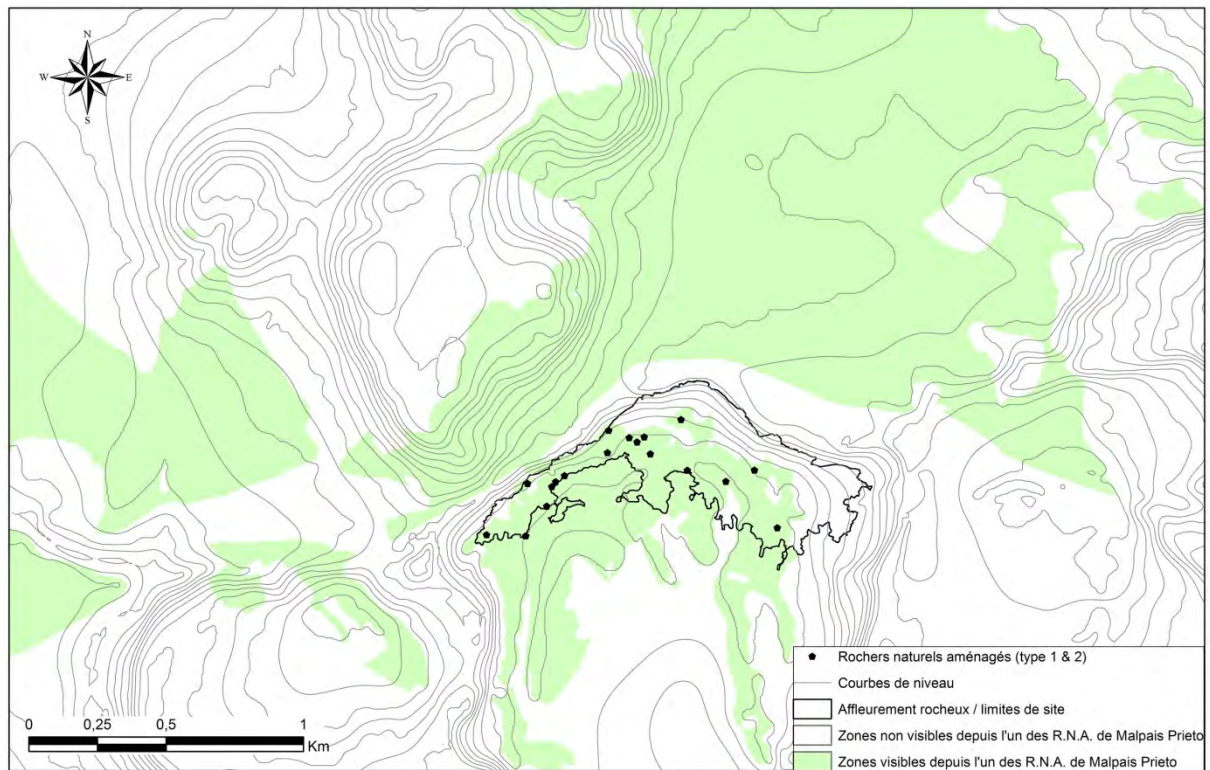 N
W E
S
Rochers naturels aménagés (type 1 & 2)
Courbes de niveau
Affleurement rocheux / limites de site
Zones non visibles depuis l'un des R.N.A. de Malpais Prieto
Zones visibles depuis l'un des R.N.A. de Malpais Prieto
0 0,25 0,5 1
Km